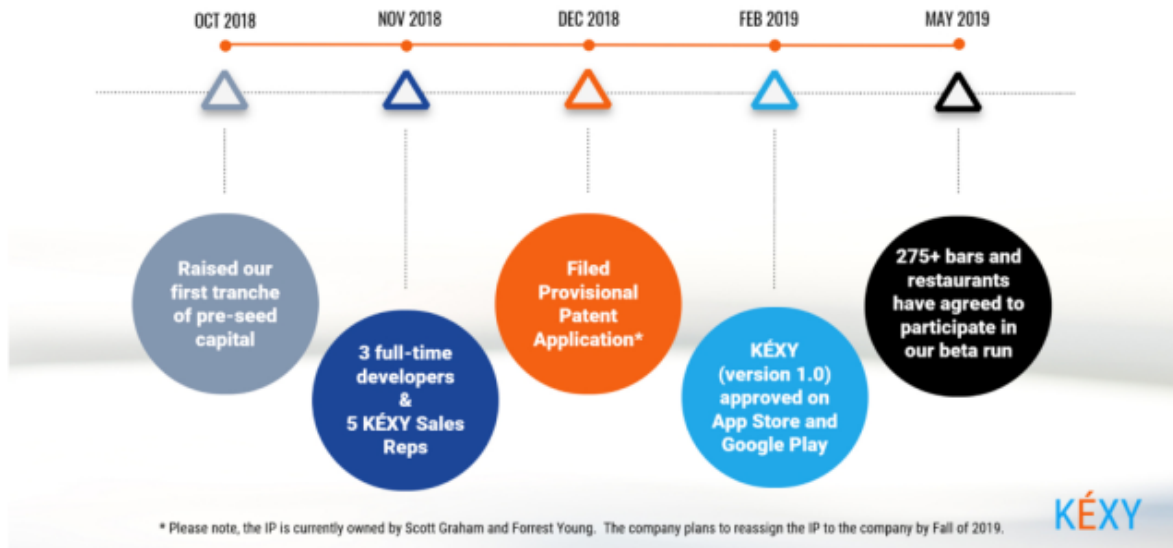 OCT 2018
NOV 2018
DEC 2018
FEB 2019
MAY 2019
Raised our
first tranche
of pre-seed
capital
3 full-time
developers
&
5 KÉXY Sales
Reps
Filed
Provisional
Patent
Application*
KÉXY
(version 1.0)
approved on
App Store and
Google Play
275+ bars and
restaurants
have agreed to
participate in
our beta run
* Please note, the IP is currently owned by Scott Graham and Forrest Young. The company plans to reassign the IP to the company by Fall of 2019.
KÉXY